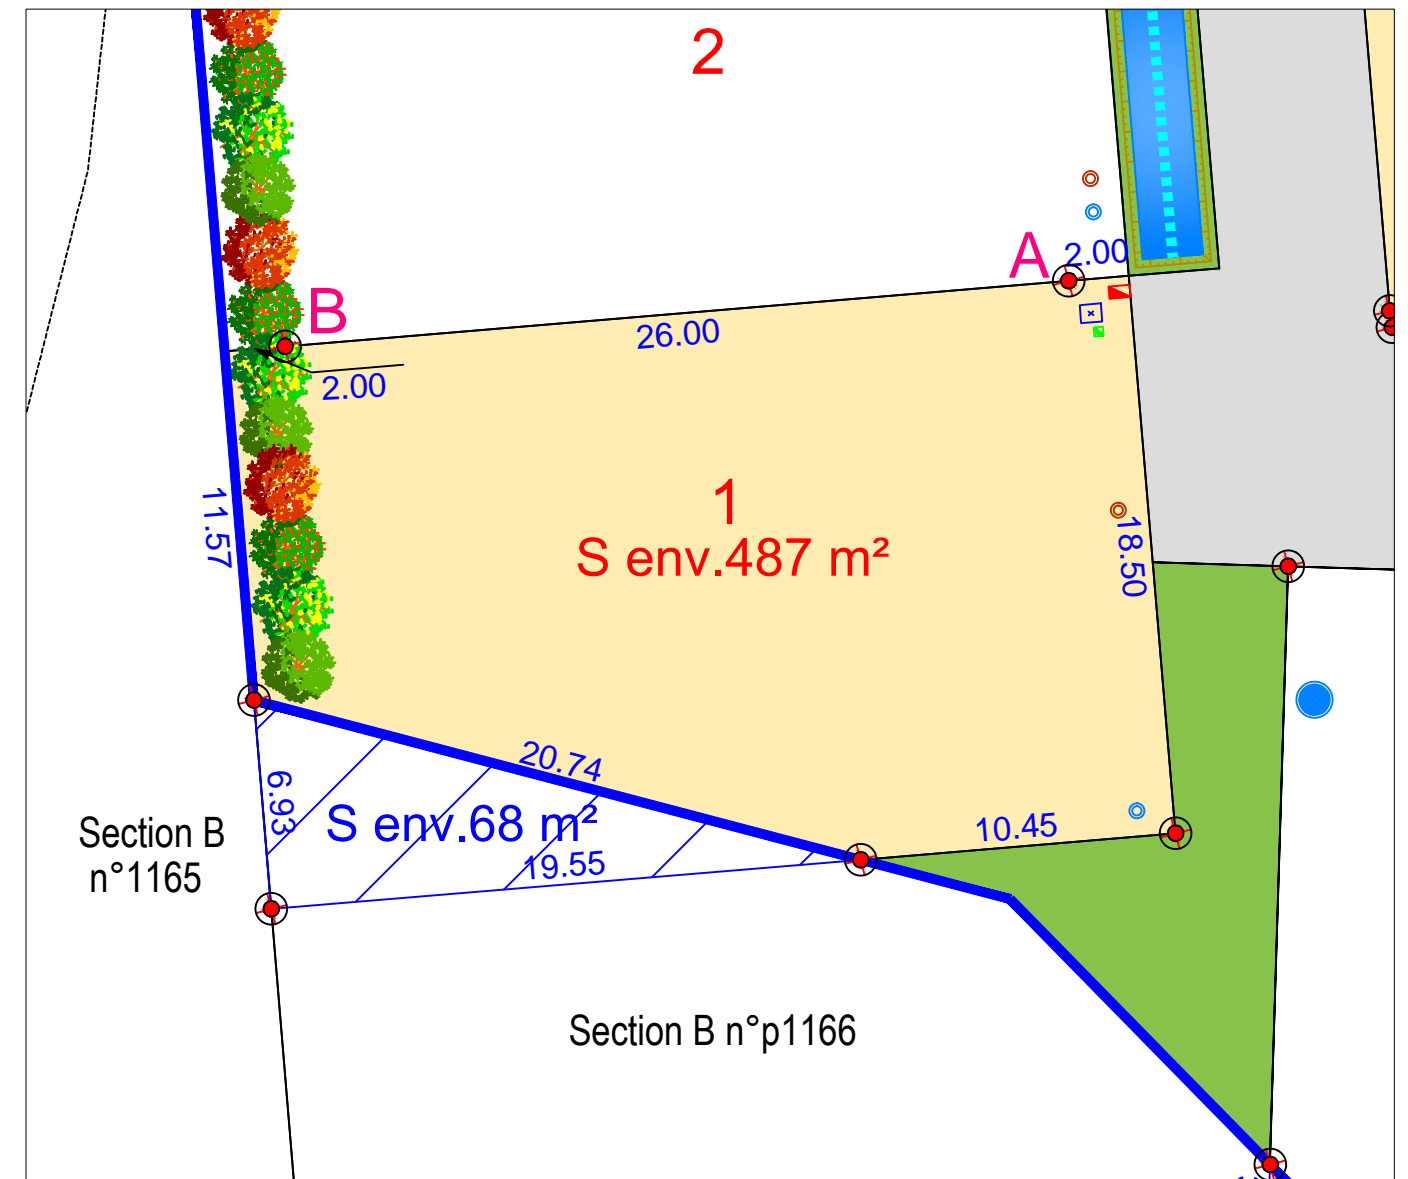 2
A
2.00
B
26.00
2.00
1
S env.487 m²
11.57
18.50
20.74
6.93
S env.68 m²
10.45
19.55
Section B
n°1165
Section B n°p1166